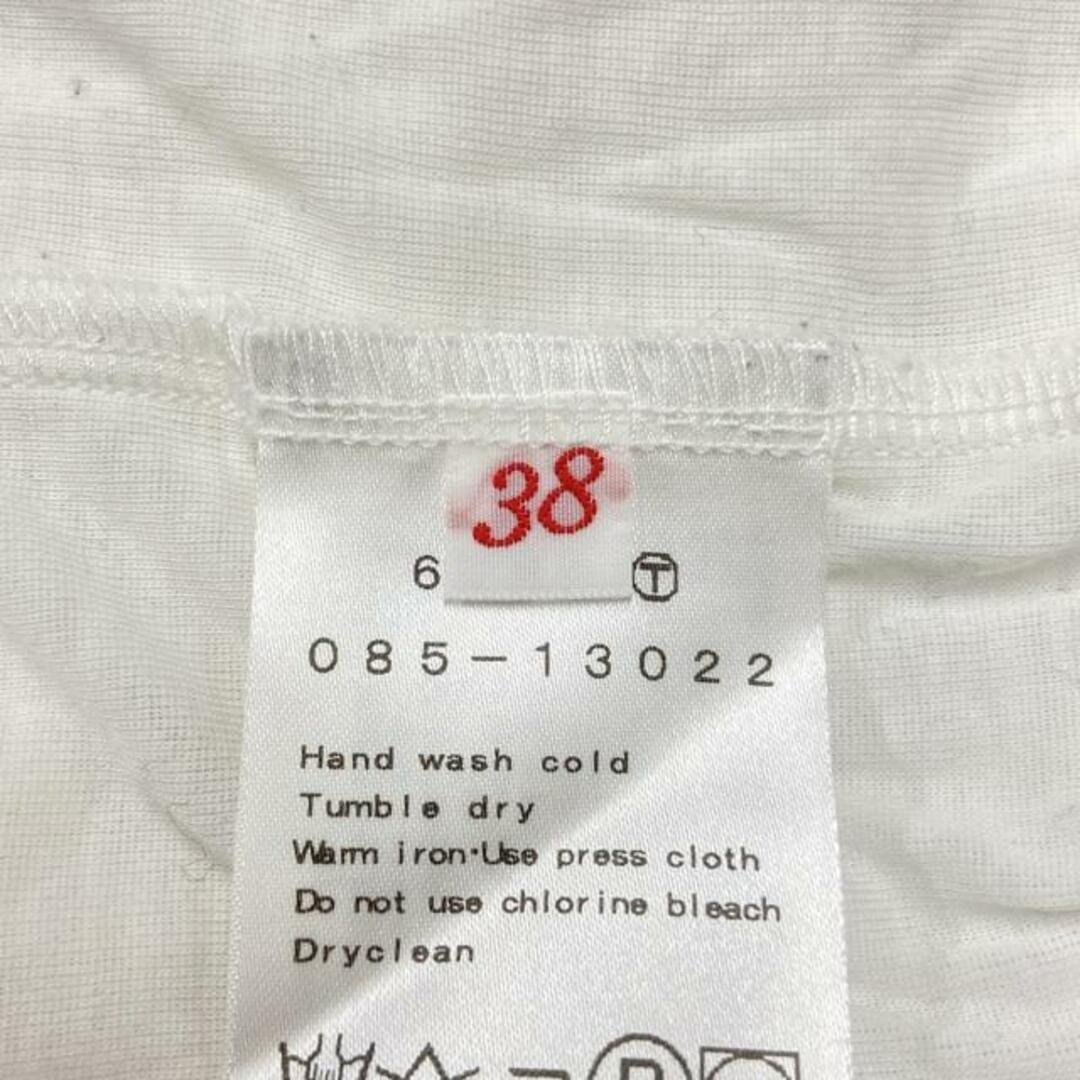 38
6 Ⓣ
085-13022
Hand wash cold
Tumble dry
Warm iron·Use press cloth
Do not use chlorine bleach
Dryclean